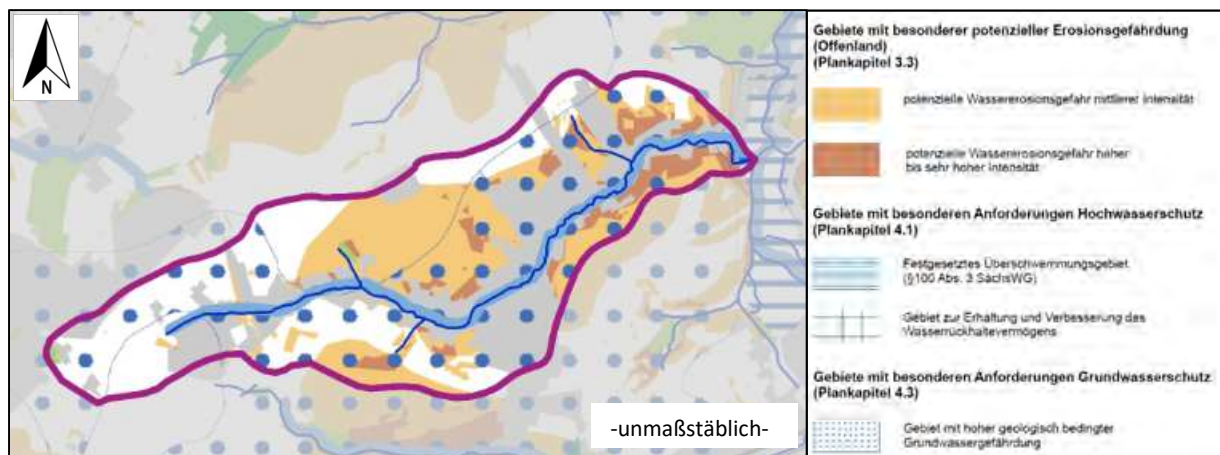 N
-unmaßstäblich-
Gebiete mit besonderer potenzieller Erosionsgefährdung
(Offenland)
(Plankapitel 3.3)
potenzielle Wassererosionsgefahr mittlerer Intensität
potenzielle Wassererosionsgefahr hoher
bis sehr hoher Intensität
Gebiete mit besonderen Anforderungen Hochwasserschutz
(Plankapitel 4.1)
Festgesetztes Überschwemmungsgebiet
(§100 Abs. 3 SächsWG)
Gebiet zur Erhaltung und Verbesserung des
Wasserrückhaltevermögens
Gebiete mit besonderen Anforderungen Grundwasserschutz
(Plankapitel 4.3)
Gebiet mit hoher geologisch bedingter
Grundwassergefährdung